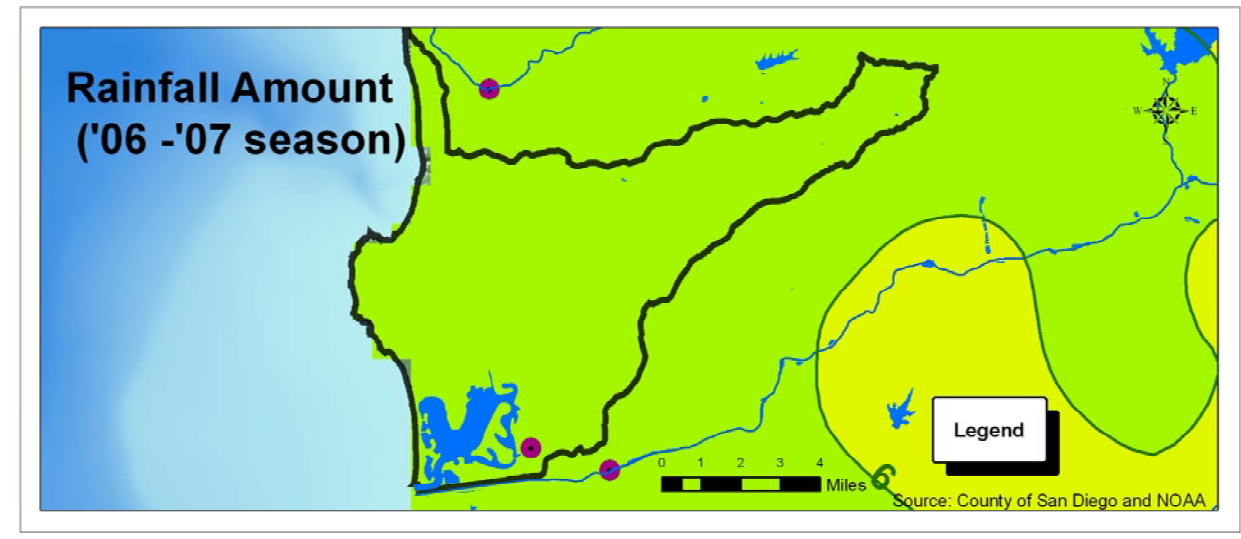 Rainfall Amount
('06 -'07 season)
N
W E
Legend
0 1 2 3 4
Miles
6
Source: County of San Diego and NOAA